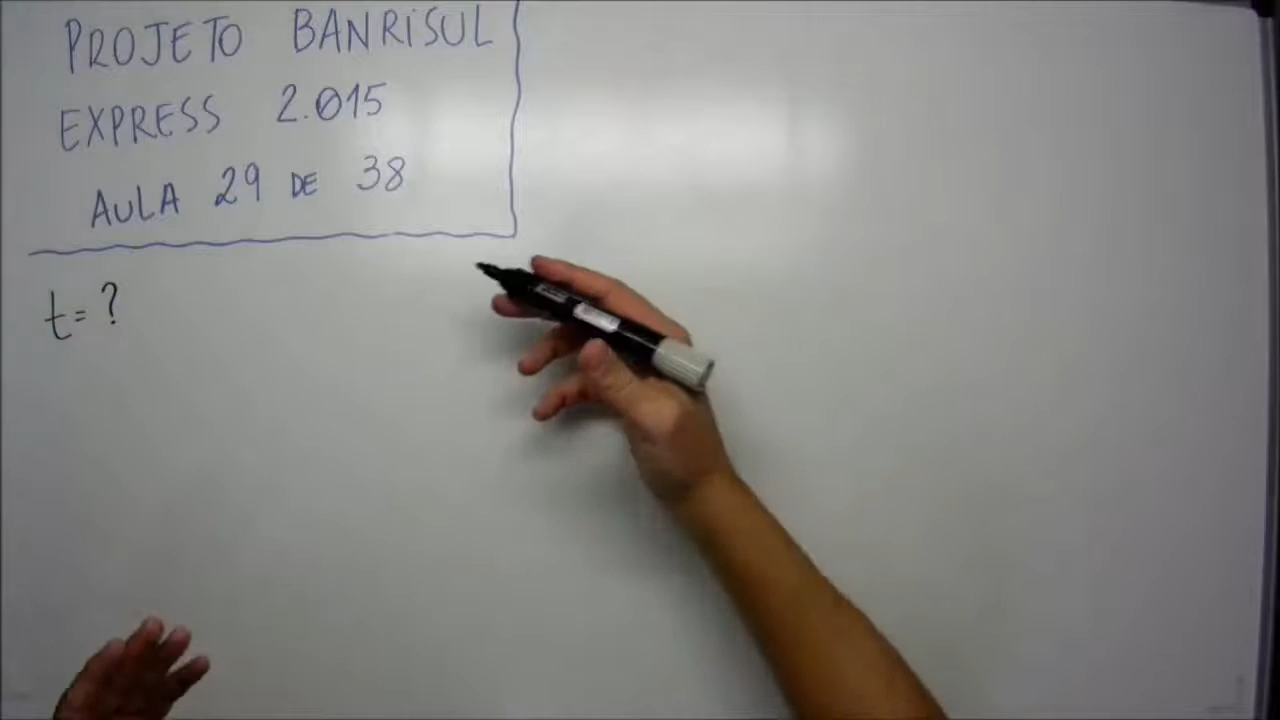 PROJETO BANRISUL
EXPRESS 2.015
AULA 29 DE 38
t= ?